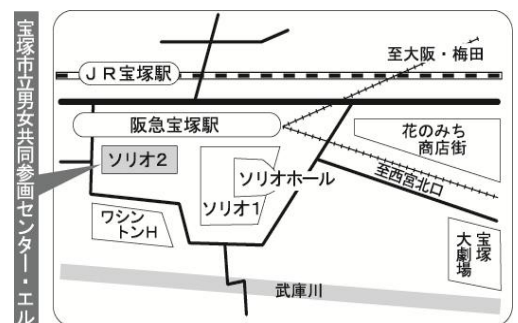 宝塚市立男女共同参画センター・エル
至大阪・梅田
JR宝塚駅
阪急宝塚駅
花のみち
商店街
ソリオ2
ソリオホール
至西宮北口
ソリオ1
ワシン
トンH
宝塚
大劇場
武庫川